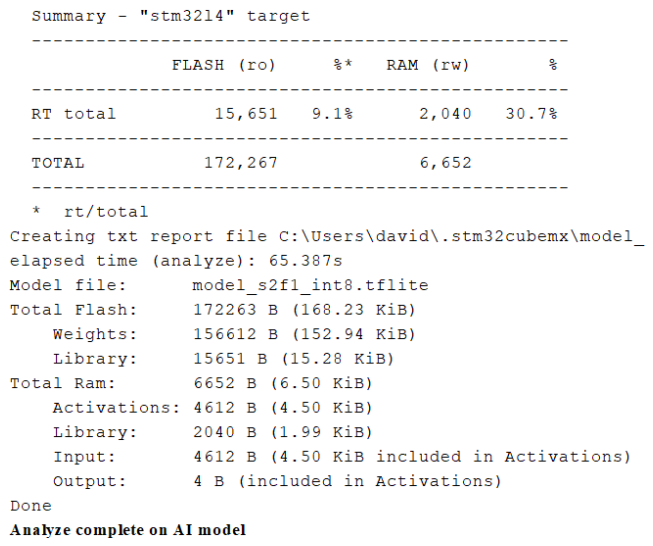 Summary - "stm32l4" target
--------------------------------------------------
FLASH (ro) %* RAM (rw) %
--------------------------------------------------
RT total 15,651 9.1% 2,040 30.7%
--------------------------------------------------
TOTAL 172,267 6,652
--------------------------------------------------
* rt/total
Creating txt report file C:\Users\david\.stm32cubemx\model_
elapsed time (analyze): 65.387s
Model file: model_s2f1_int8.tflite
Total Flash: 172263 B (168.23 KiB)
Weights: 156612 B (152.94 KiB)
Library: 15651 B (15.28 KiB)
Total Ram: 6652 B (6.50 KiB)
Activations: 4612 B (4.50 KiB)
Library: 2040 B (1.99 KiB)
Input: 4612 B (4.50 KiB included in Activations)
Output: 4 B (included in Activations)
Done
Analyze complete on AI model